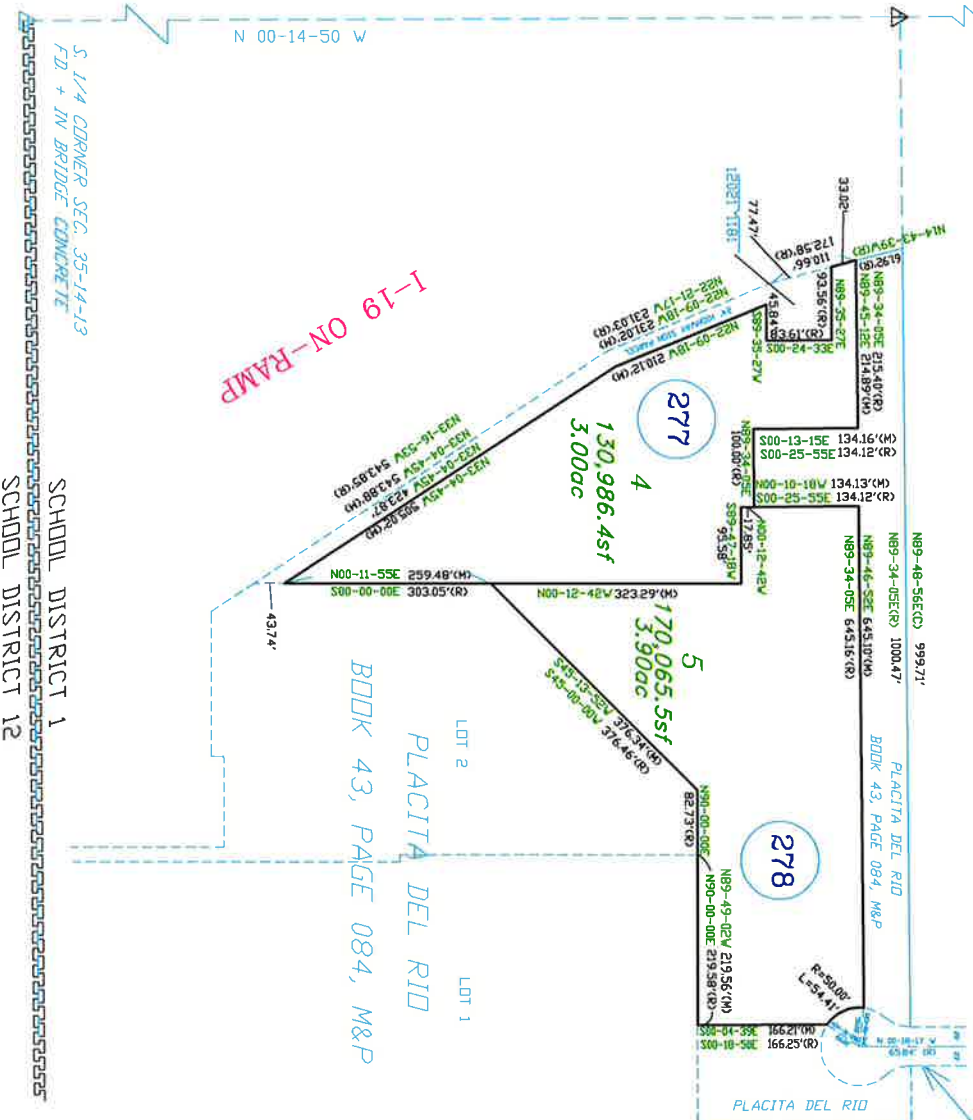 N 00-14-50 W
S. 1/4 CORNER SEC. 35-14-13
FD. + IN BRIDGE CONCRETE
SCHOOL DISTRICT 1
SCHOOL DISTRICT 12
I-19 ON-RAMP
33.02'
N14-43-39W(R)
61.92'(R)
172.58'(R)
110.66'
77.47'
12021-1181
93.56'(R)
N89-35-27E
N89-34-05E 215.40'(R)
N89-45-12E 214.89'(M)
45.84'
83.61'(R)
S00-24-33E
S89-35-27W
N22-21-17W
N22-09-18W
231.02'(M)
231.03'(R)
N22-09-18W
210.12'(M)
277
4
130,986.4sf
3.00ac
N89-34-05E
100.00'(R)
S00-13-15E 134.16'(M)
S00-25-55E 134.12'(R)
N00-10-18W 134.13'(M)
S00-25-55E 134.12'(R)
N00-12-42W
17.85'
S89-47-18W
95.58'
N33-16-53W
N33-04-45W
N33-04-45W
N33-04-45W
543.85'(R)
543.88'(M)
423.87'
505.02'(M)
N00-11-55E 259.48'(M)
S00-00-00E 303.05'(R)
43.74'
N00-12-42W 323.29'(M)
5
170,065.5sf
3.90ac
S45-13-52W 376.34'(M)
S45-00-00W 376.46'(R)
N89-46-52E 645.10'(M)
N89-34-05E 645.16'(R)
N89-48-56E(C) 999.71'
N89-34-05E(R) 1000.47'
PLACITA DEL RIO
BOOK 43, PAGE 084, M&P
278
N90-00-00E
82.73'(R)
N89-49-02W 219.56'(M)
N90-00-00E 219.58'(R)
R=50.00'
L=54.41'
S00-04-39E 166.21'(M)
S00-18-58E 166.25'(R)
PLACITA DEL RIO
LOT 2
LOT 1
PLACITA DEL RIO
BOOK 43, PAGE 084, M&P